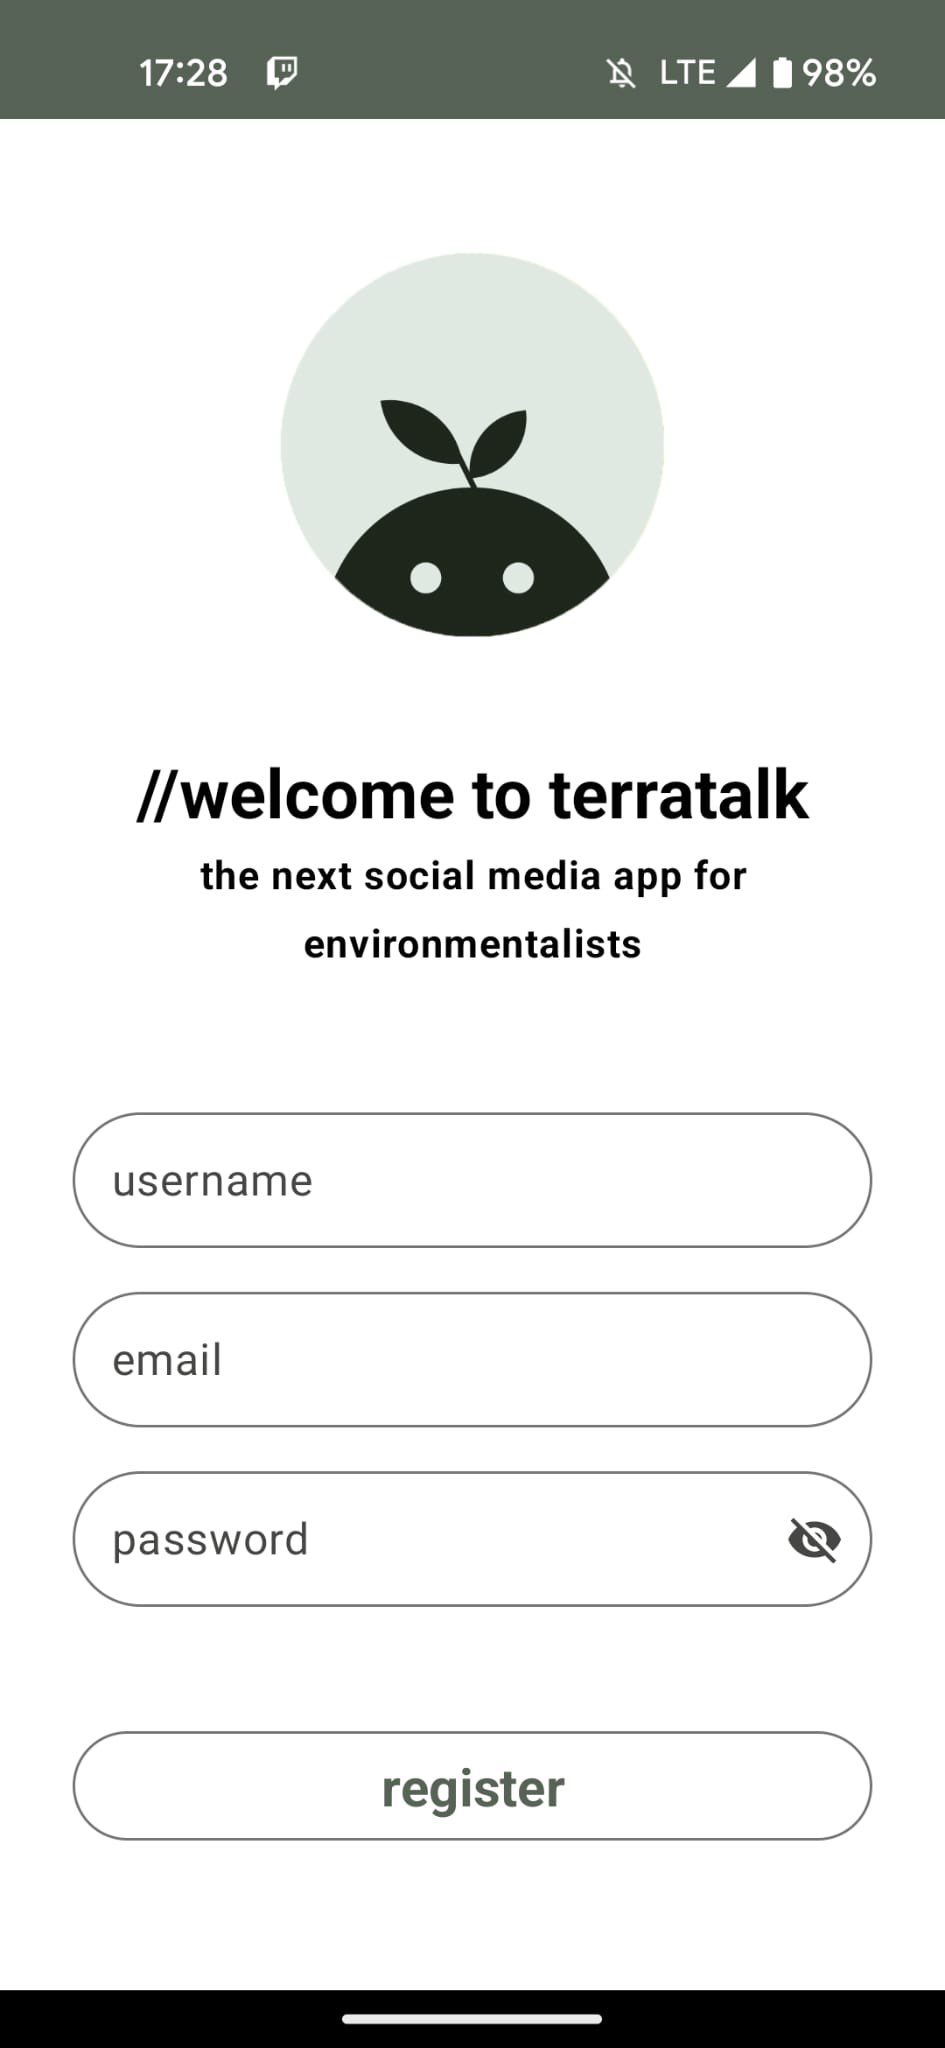 17:28 LTE 98%
//welcome to terratalk
the next social media app for
environmentalists
username
email
password
register